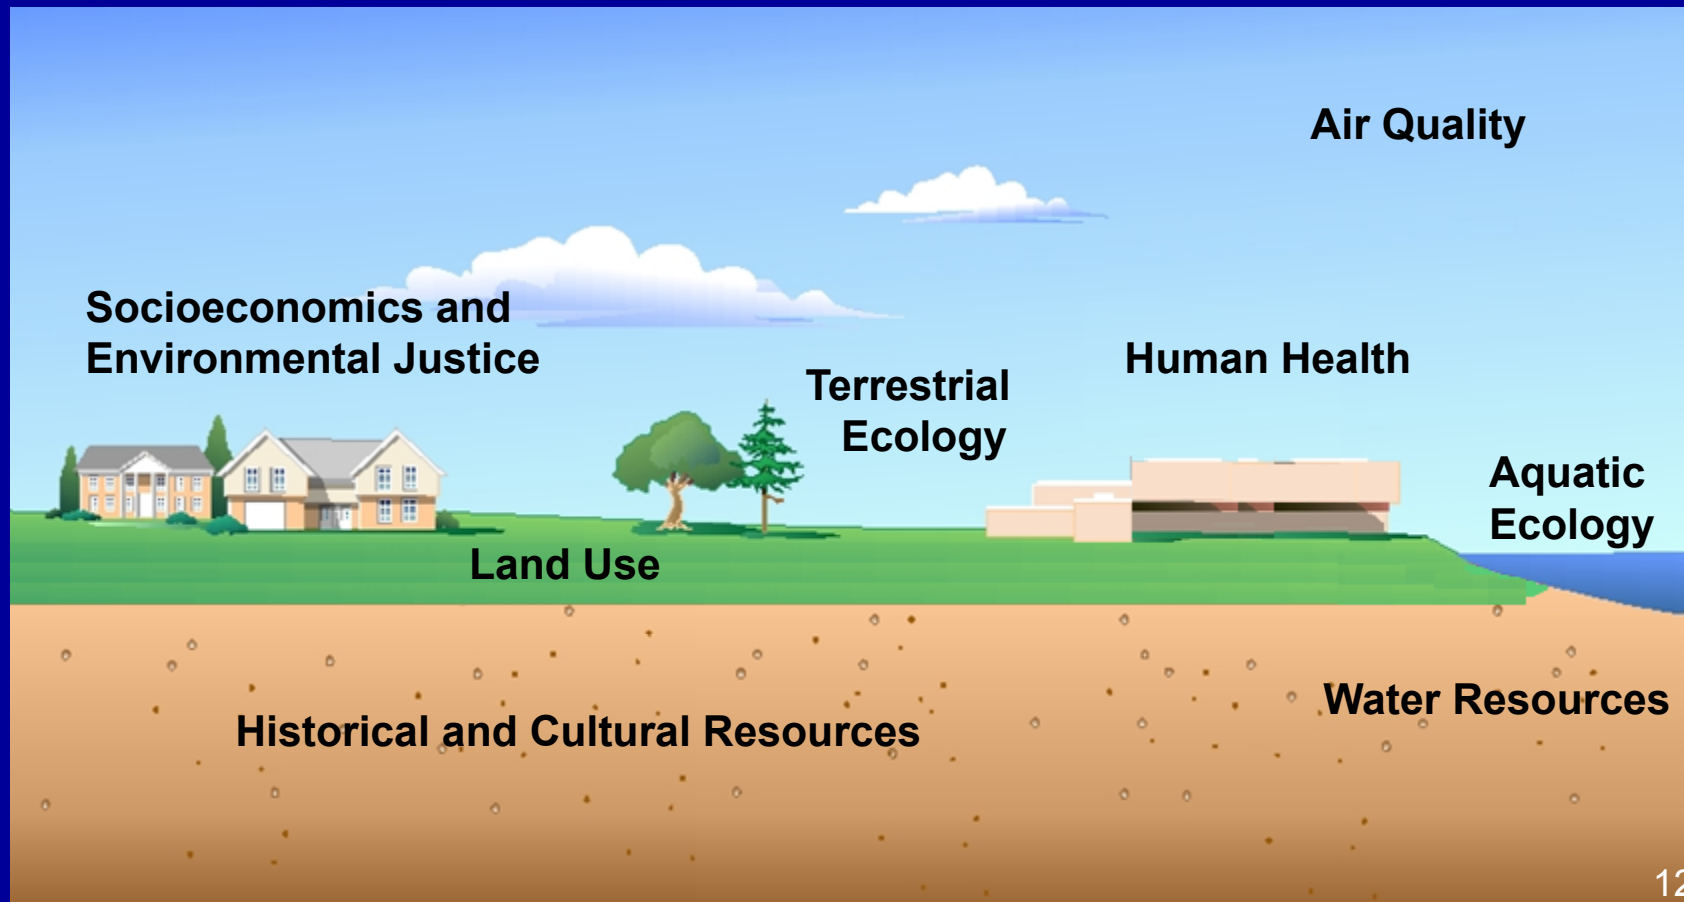 Air Quality
Socioeconomics and
Environmental Justice
Human Health
Terrestrial
Ecology
Aquatic
Ecology
Land Use
Water Resources
Historical and Cultural Resources
12